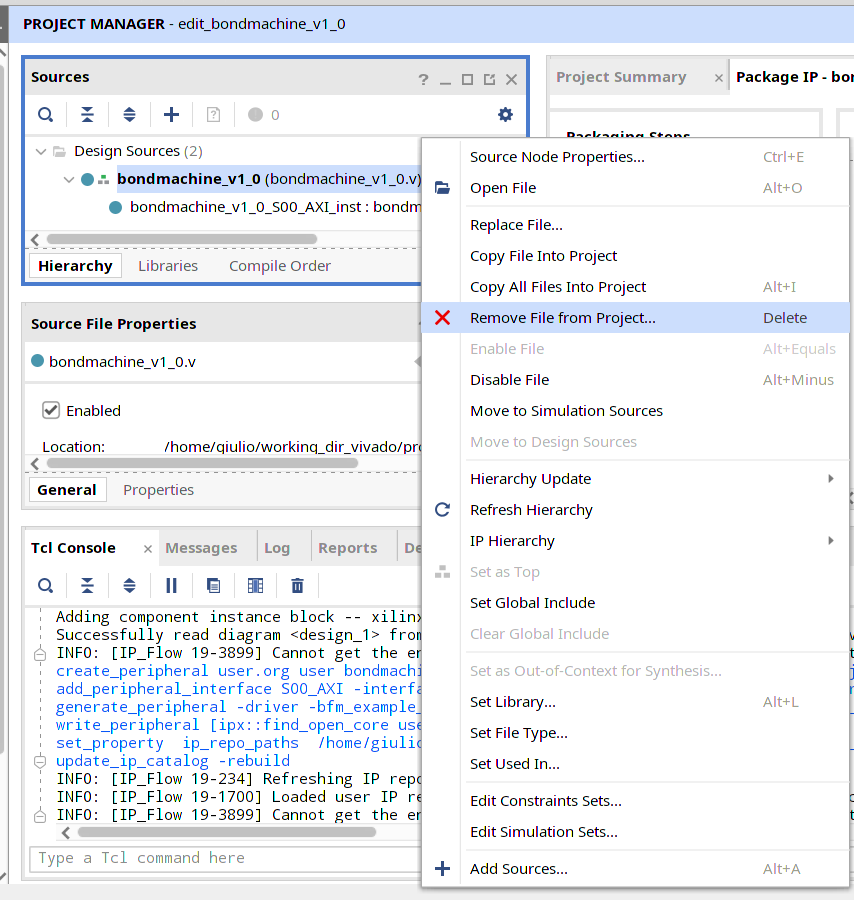 PROJECT MANAGER - edit_bondmachine_v1_0
Sources
? _
0
Design Sources (2)
bondmachine_v1_0 (bondmachine_v1_0.v)
bondmachine_v1_0_S00_AXI_inst : bondm
Hierarchy Libraries Compile Order
Source File Properties
bondmachine_v1_0.v
Enabled
Location: /home/giulio/working_dir_vivado/pro
General Properties
Tcl Console × Messages Log Reports De
Adding component instance block -- xilinx
Successfully read diagram <design_1> from
INFO: [IP_Flow 19-3899] Cannot get the en
create_peripheral user.org user bondmachi
add_peripheral_interface S00_AXI -interfa
generate_peripheral -driver -bfm_example_
write_peripheral [ipx::find_open_core use
set_property ip_repo_paths /home/giulio
update_ip_catalog -rebuild
INFO: [IP_Flow 19-234] Refreshing IP repo
INFO: [IP_Flow 19-1700] Loaded user IP re
INFO: [IP_Flow 19-3899] Cannot get the en
Type a Tcl command here
Project Summary × Package IP - bon
Packaging Steps
Source Node Properties... Ctrl+E
Open File Alt+O
Replace File...
Copy File Into Project
Copy All Files Into Project Alt+I
Remove File from Project... Delete
Enable File Alt+Equals
Disable File Alt+Minus
Move to Simulation Sources
Move to Design Sources
Hierarchy Update
Refresh Hierarchy
IP Hierarchy
Set as Top
Set Global Include
Clear Global Include
Set as Out-of-Context for Synthesis...
Set Library... Alt+L
Set File Type...
Set Used In...
Edit Constraints Sets...
Edit Simulation Sets...
Add Sources... Alt+A